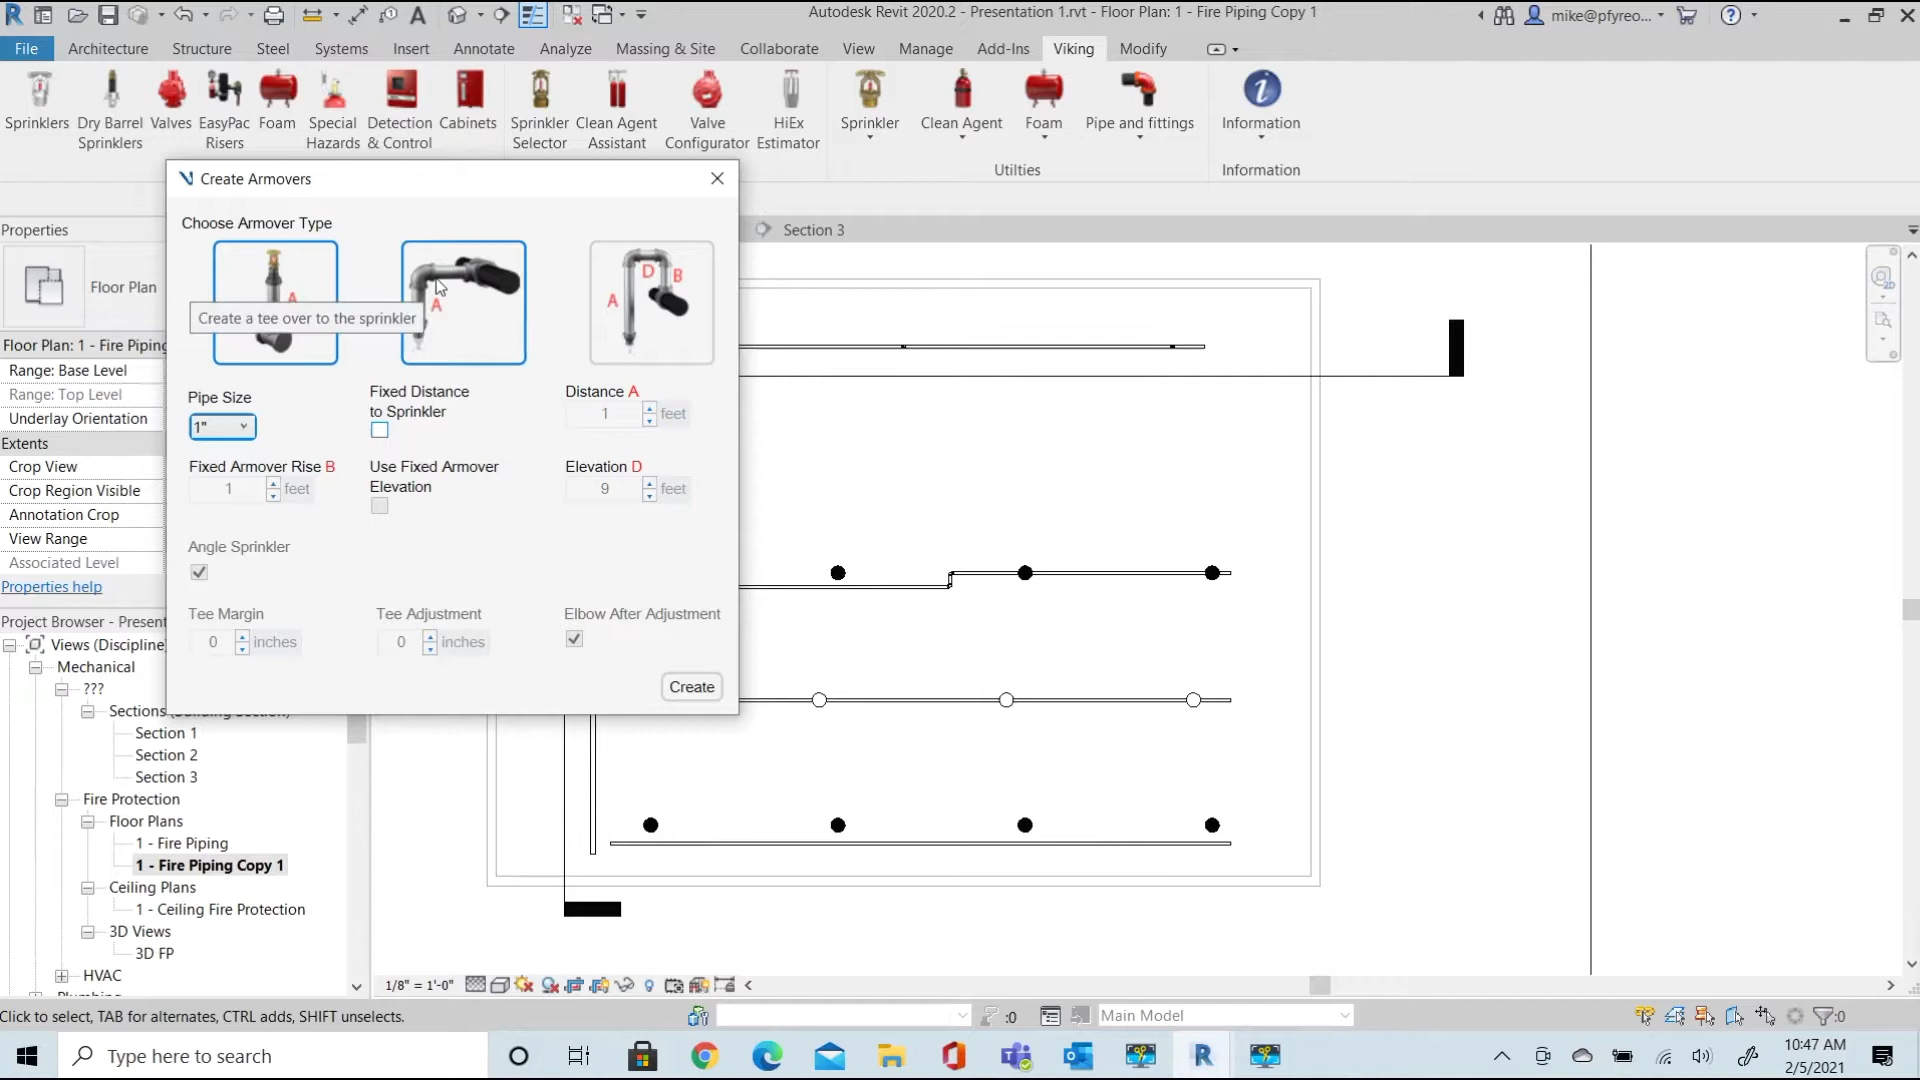 Autodesk Revit 2020.2 - Presentation 1.rvt - Floor Plan: 1 - Fire Piping Copy 1
mike@pfyreo...
File Architecture Structure Steel Systems Insert Annotate Analyze Massing & Site Collaborate View Manage Add-Ins Viking Modify
Sprinklers
Dry Barrel
Sprinklers
Valves
EasyPac
Risers
Foam
Special
Hazards
Detection
& Control
Cabinets
Sprinkler
Selector
Clean Agent
Assistant
Valve
Configurator
HiEx
Estimator
Sprinkler
Clean Agent
Foam
Pipe and fittings
Information
Utilties
Information
Create Armovers
Choose Armover Type
A
A
A D B
Create a tee over to the sprinkler
Pipe Size
1"
Fixed Distance
to Sprinkler
Distance A
1 feet
Fixed Armover Rise B
1 feet
Use Fixed Armover
Elevation
Elevation D
9 feet
Angle Sprinkler
Tee Margin
0 inches
Tee Adjustment
0 inches
Elbow After Adjustment
Create
Section 3
Properties
Floor Plan
Floor Plan: 1 - Fire Piping
Range: Base Level
Range: Top Level
Underlay Orientation
Extents
Crop View
Crop Region Visible
Annotation Crop
View Range
Associated Level
Properties help
Project Browser - Present
Views (Discipline
Mechanical
???
Sections (Building Section)
Section 1
Section 2
Section 3
Fire Protection
Floor Plans
1 - Fire Piping
1 - Fire Piping Copy 1
Ceiling Plans
1 - Ceiling Fire Protection
3D Views
3D FP
HVAC
Plumbing
2D
1/8" = 1'-0"
Click to select, TAB for alternates, CTRL adds, SHIFT unselects.
:0
Main Model
:0
Type here to search
10:47 AM
2/5/2021